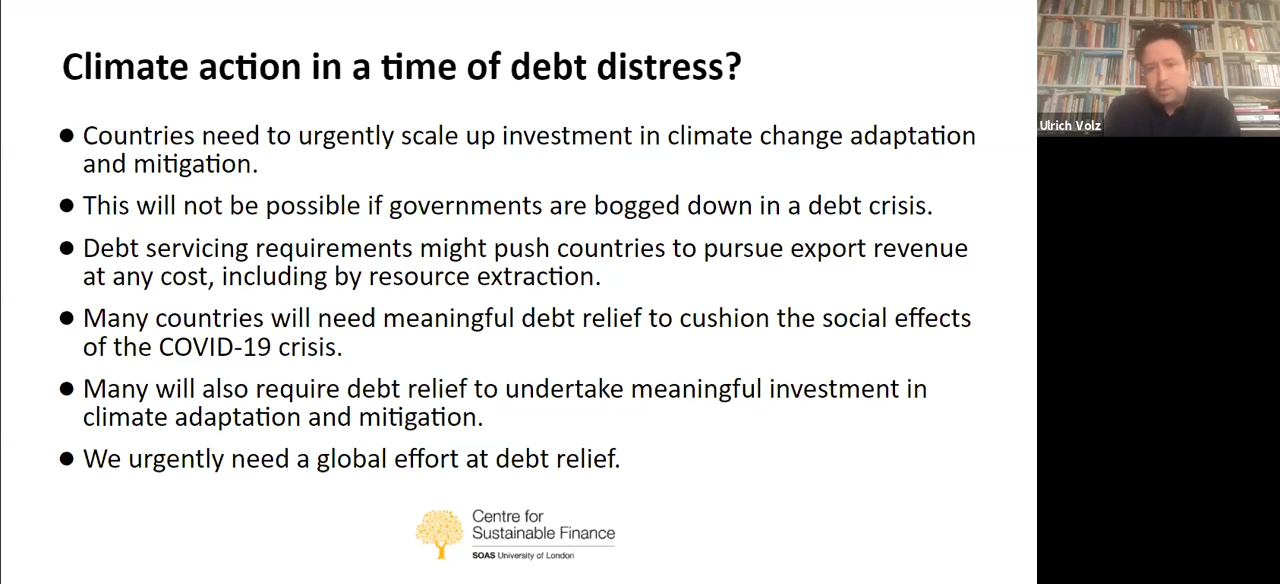 Climate action in a time of debt distress?
● Countries need to urgently scale up investment in climate change adaptation
and mitigation.
● This will not be possible if governments are bogged down in a debt crisis.
● Debt servicing requirements might push countries to pursue export revenue
at any cost, including by resource extraction.
● Many countries will need meaningful debt relief to cushion the social effects
of the COVID-19 crisis.
● Many will also require debt relief to undertake meaningful investment in
climate adaptation and mitigation.
● We urgently need a global effort at debt relief.
Centre for
Sustainable Finance
SOAS University of London
Ulrich Volz